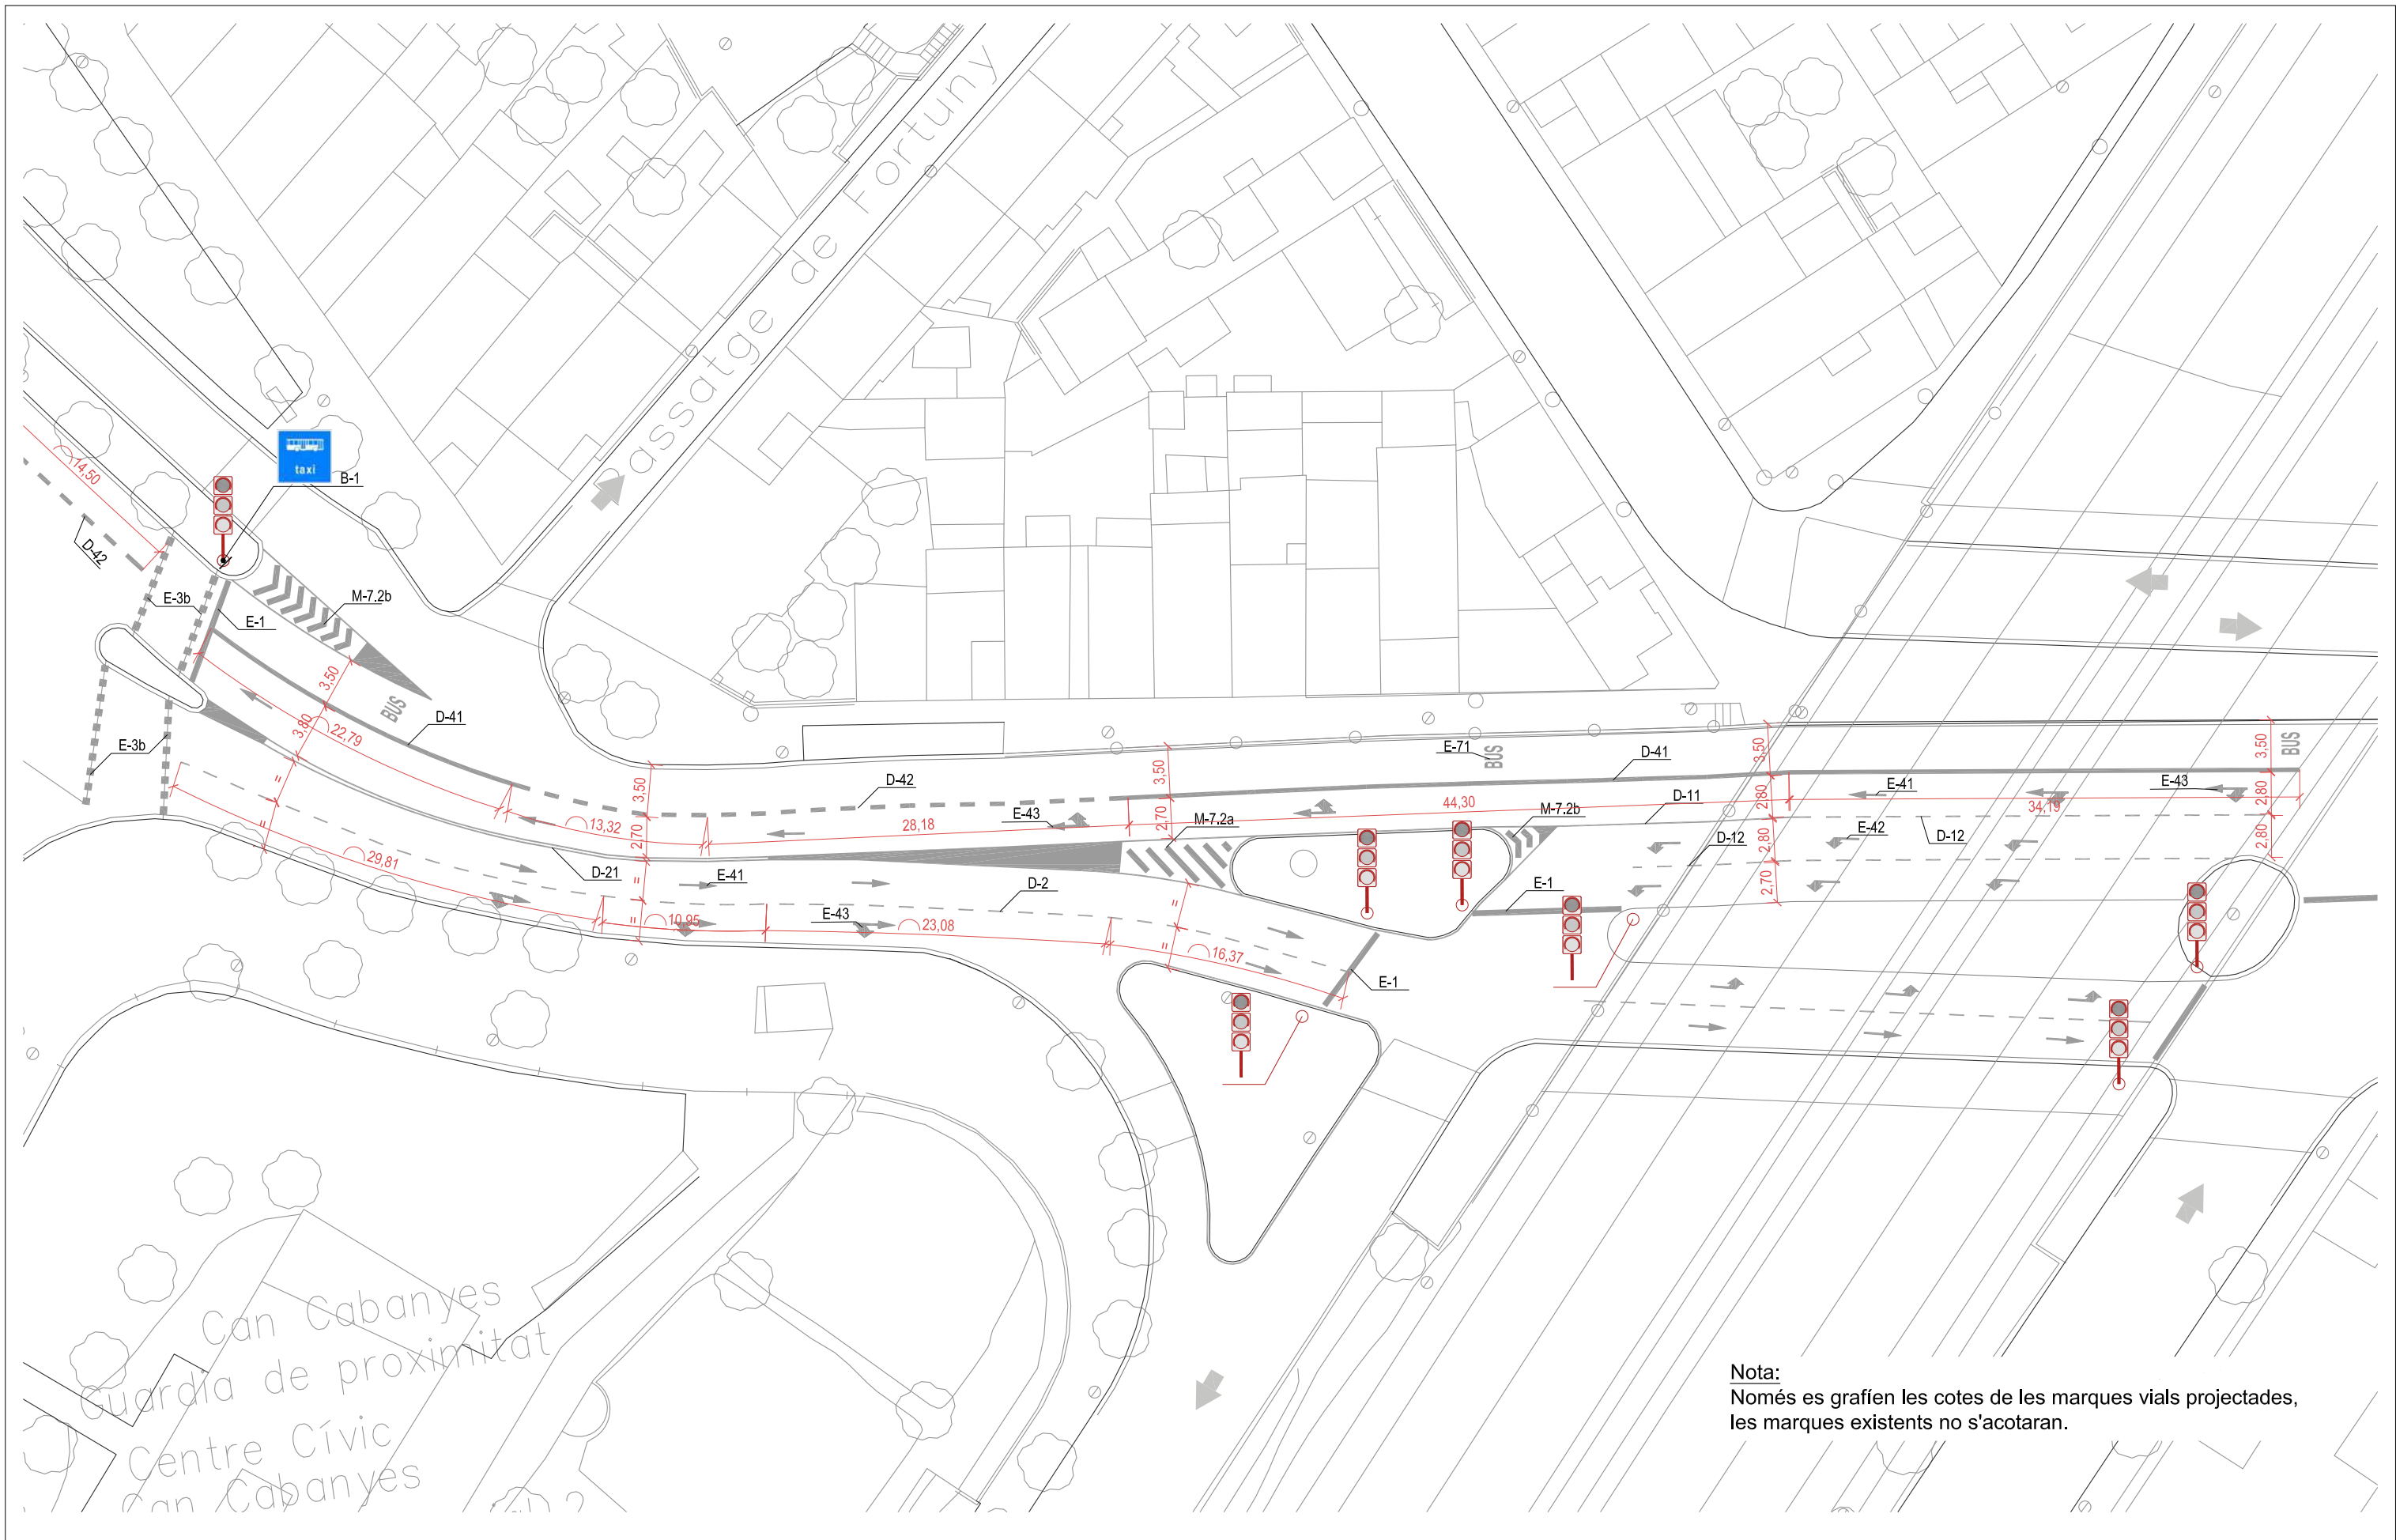 Passatge de Fortuny
14,50
D-42
taxi
B-1
E-3b
E-1
M-7.2b
3,50
BUS
D-41
3,80
22,79
E-3b
=
=
29,81
13,32
D-21
3,50
2,70
=
=
10,95
D-42
28,18
E-41
E-43
D-2
23,08
E-43
3,50
2,70
M-7.2a
=
=
16,37
E-1
E-71
BUS
D-41
44,30
M-7.2b
D-11
D-12
E-1
3,50
2,80
2,80
2,70
E-41
E-42
D-12
34,19
E-43
3,50
BUS
2,80
2,80
Can Cabanyes
Guardia de proximitat
Centre Cívic
Can Cabanyes
Nota:
Només es grafíen les cotes de les marques vials projectades,
les marques existents no s'acotaran.